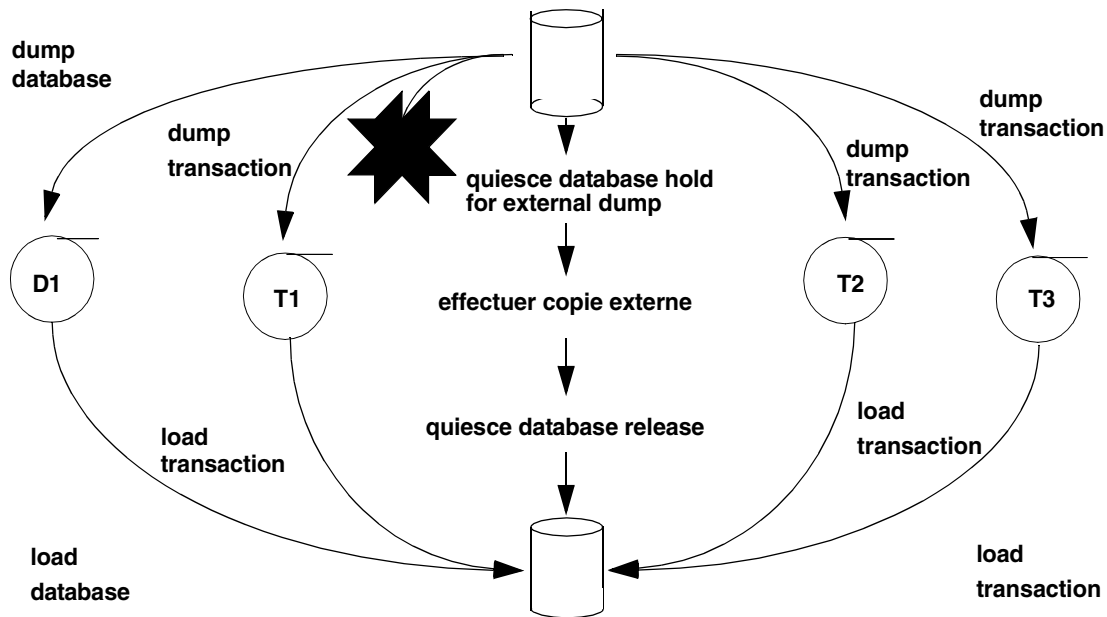 dump
database
dump
transaction
quiesce database hold
for external dump
dump
transaction
dump
transaction
D1
T1
effectuer copie externe
T2
T3
quiesce database release
load
transaction
load
transaction
load
database
load
transaction